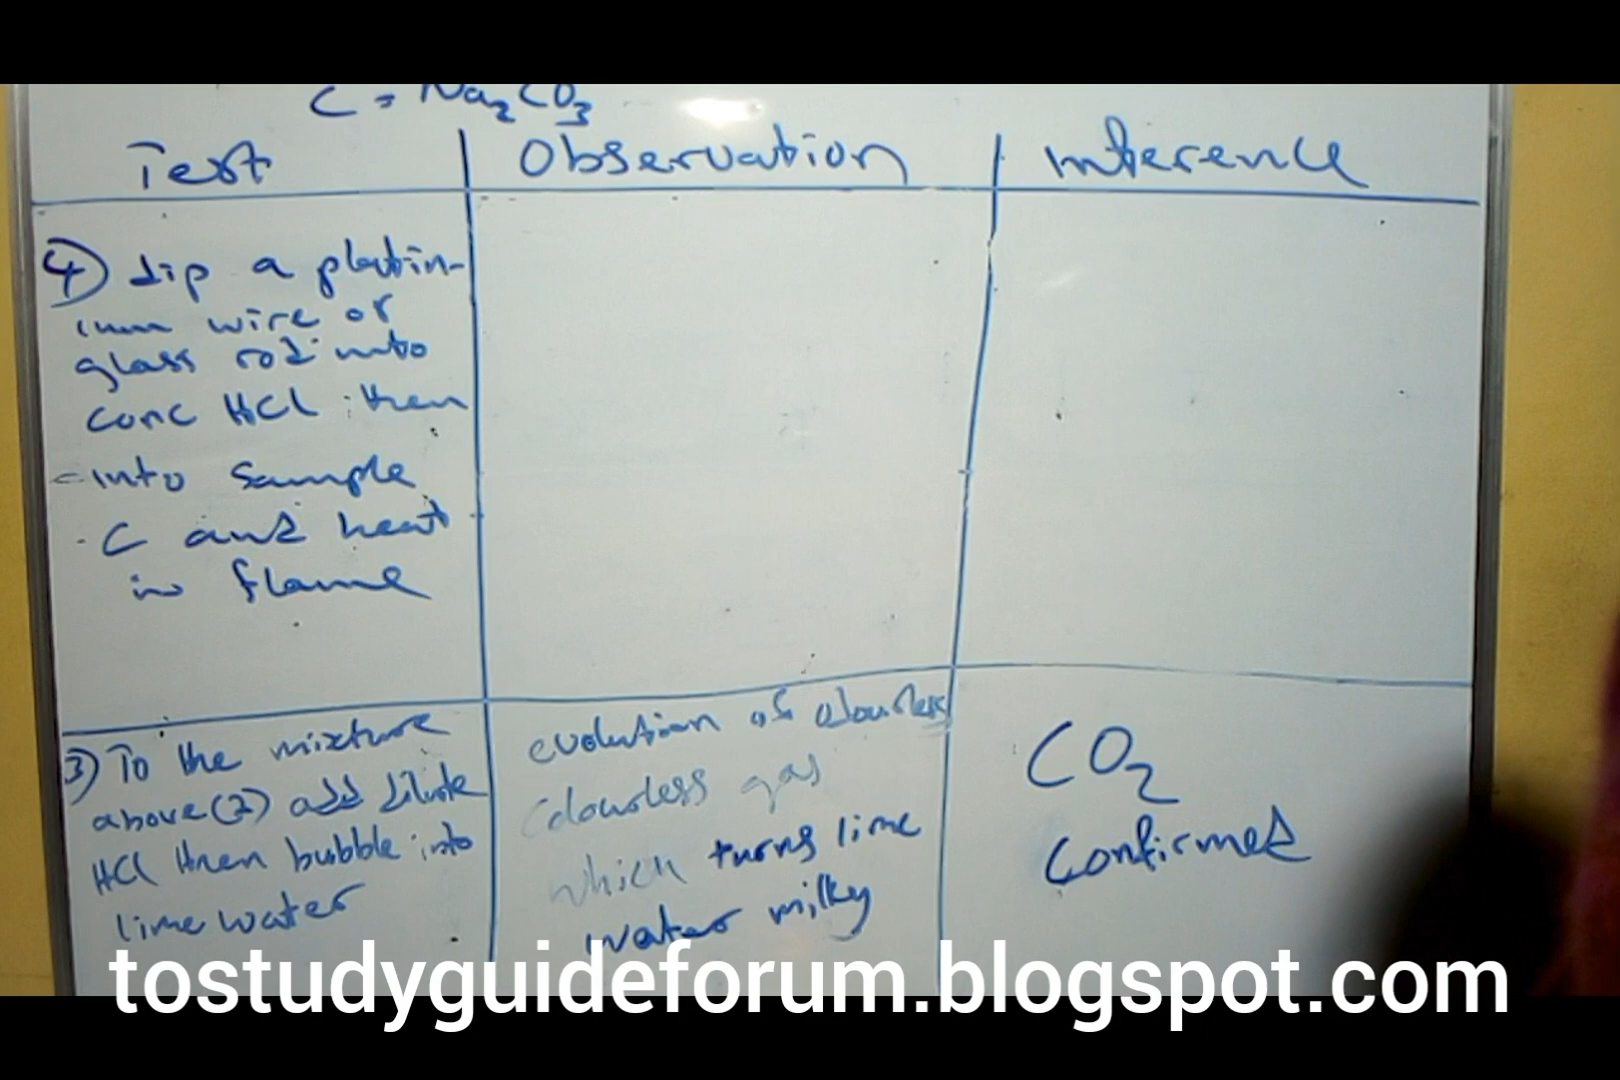 C = Na2CO3
Test Observation Inference
4) dip a platin-
inum wire or
glass rod into
conc HCl then
into sample
C and heat
in flame
3) To the mixture
above (2) add dilute
HCl then bubble into
lime water
evolution of odourless
colourless gas
which turns lime
water milky
CO2
confirmed
tostudyguideforum.blogspot.com